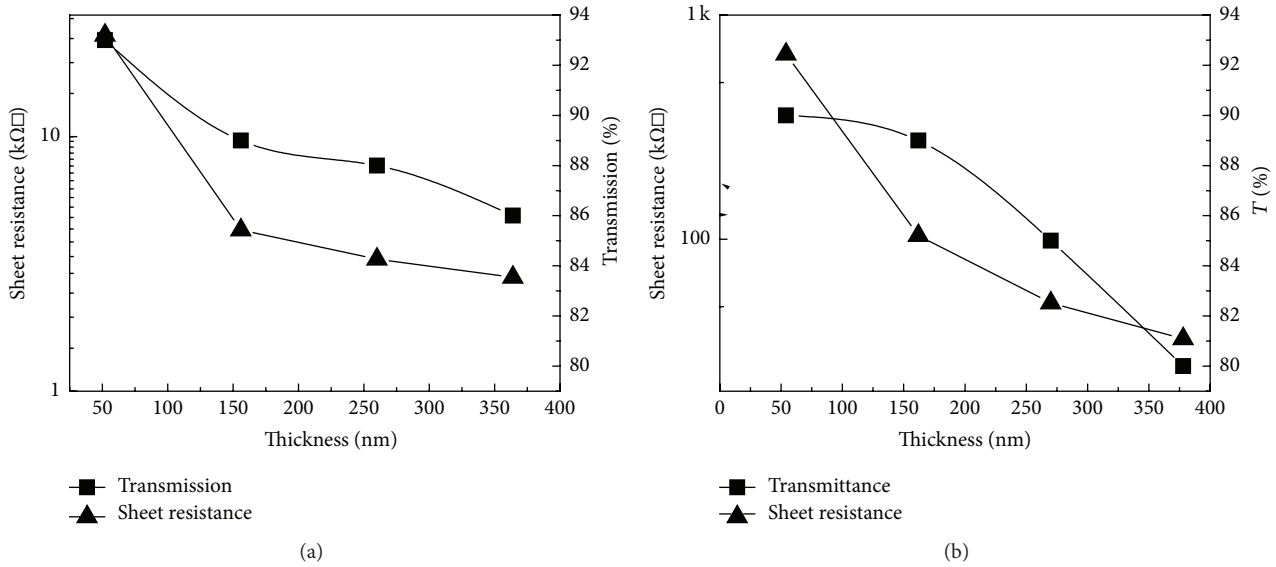 10
1
Sheet resistance (kΩ□)
94
92
90
88
86
84
82
80
Transmission (%)
50 100 150 200 250 300 350 400
Thickness (nm)
Transmission
Sheet resistance
(a)
1 k
100
Sheet resistance (kΩ□)
94
92
90
88
86
84
82
80
T (%)
0 50 100 150 200 250 300 350 400
Thickness (nm)
Transmittance
Sheet resistance
(b)